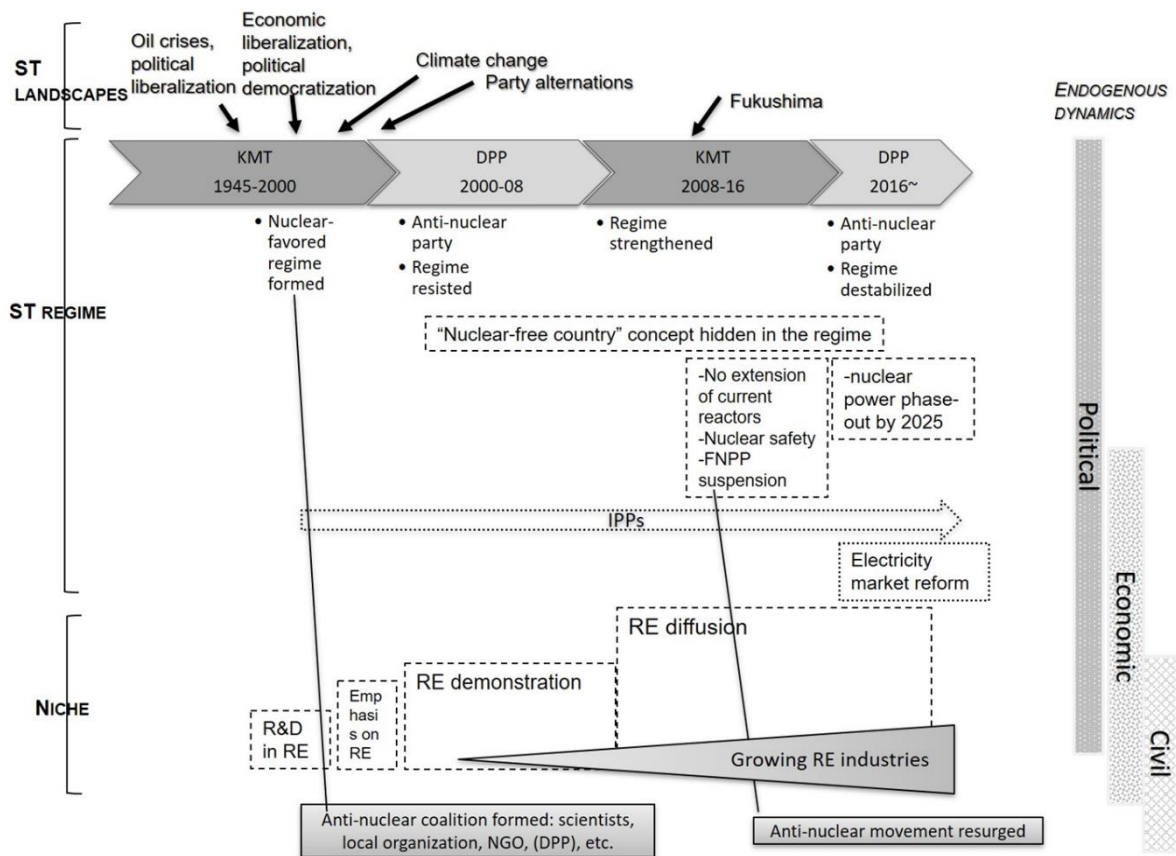 ST
LANDSCAPES
Oil crises,
political
liberalization
Economic
liberalization,
political
democratization
Climate change
Party alternations
Fukushima
ENDOGENOUS
DYNAMICS
ST REGIME
KMT
1945-2000
DPP
2000-08
KMT
2008-16
DPP
2016~
• Nuclear-
favored
regime
formed
• Anti-nuclear
party
• Regime
resisted
• Regime
strengthened
• Anti-nuclear
party
• Regime
destabilized
“Nuclear-free country” concept hidden in the regime
-No extension
of current
reactors
-Nuclear safety
-FNPP
suspension
-nuclear
power phase-
out by 2025
IPPs
Electricity
market reform
NICHE
R&D
in RE
Emp
hasi
s on
RE
RE demonstration
RE diffusion
Growing RE industries
Anti-nuclear coalition formed: scientists,
local organization, NGO, (DPP), etc.
Anti-nuclear movement resurged
Political
Economic
Civil